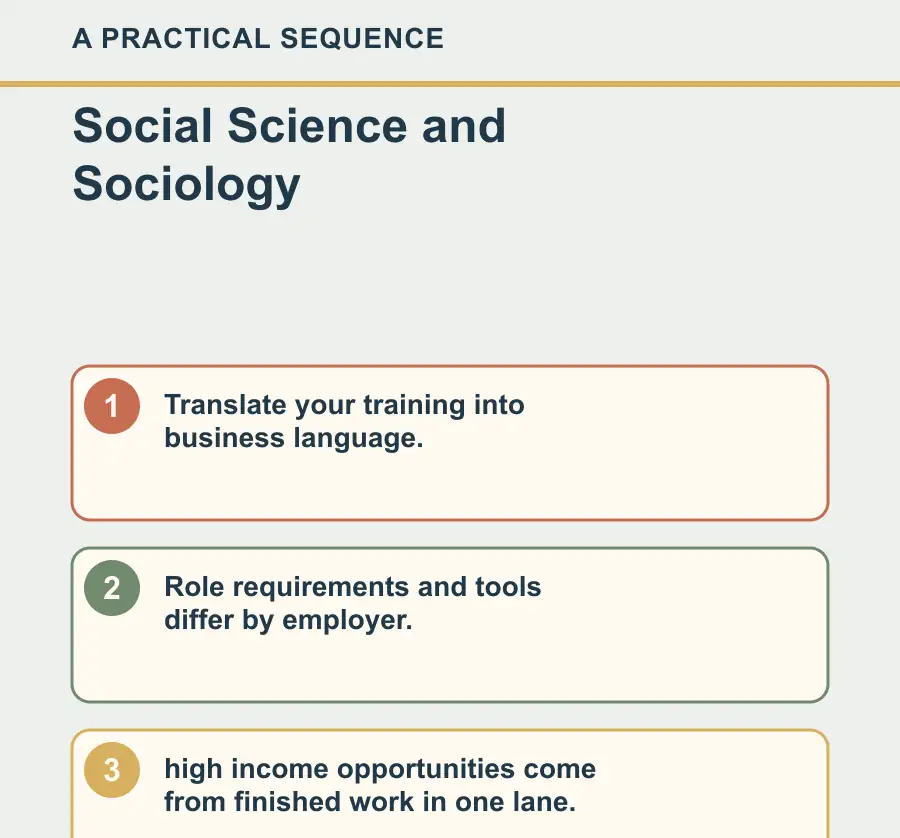 A PRACTICAL SEQUENCE
Social Science and
Sociology
1
Translate your training into
business language.
2
Role requirements and tools
differ by employer.
3
high income opportunities come
from finished work in one lane.